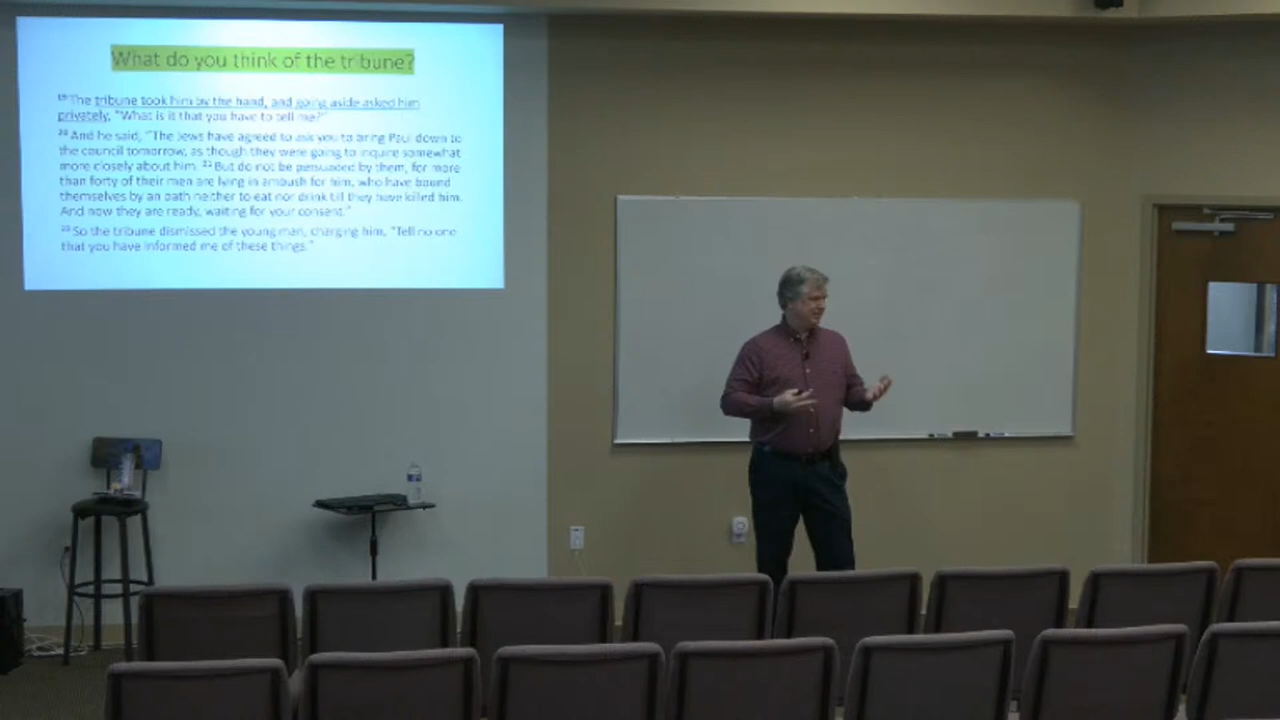 What do you think of the tribune?
19 The tribune took him by the hand, and going aside asked him
privately, "What is it that you have to tell me?"
20 And he said, "The Jews have agreed to ask you to bring Paul down to
the council tomorrow, as though they were going to inquire somewhat
more closely about him. 21 But do not be persuaded by them, for more
than forty of their men are lying in ambush for him, who have bound
themselves by an oath neither to eat nor drink till they have killed him.
And now they are ready, waiting for your consent."
22 So the tribune dismissed the young man, charging him, "Tell no one
that you have informed me of these things."